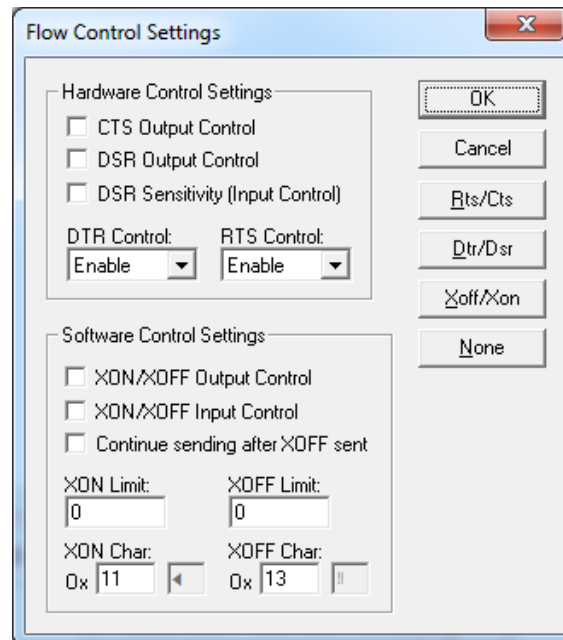 Flow Control Settings
Hardware Control Settings
CTS Output Control
DSR Output Control
DSR Sensitivity (Input Control)
DTR Control: RTS Control:
Enable Enable
OK
Cancel
Rts/Cts
Dtr/Dsr
Xoff/Xon
None
Software Control Settings
XON/XOFF Output Control
XON/XOFF Input Control
Continue sending after XOFF sent
XON Limit: XOFF Limit:
0 0
XON Char: XOFF Char:
0x 11 ◄ 0x 13 ‼